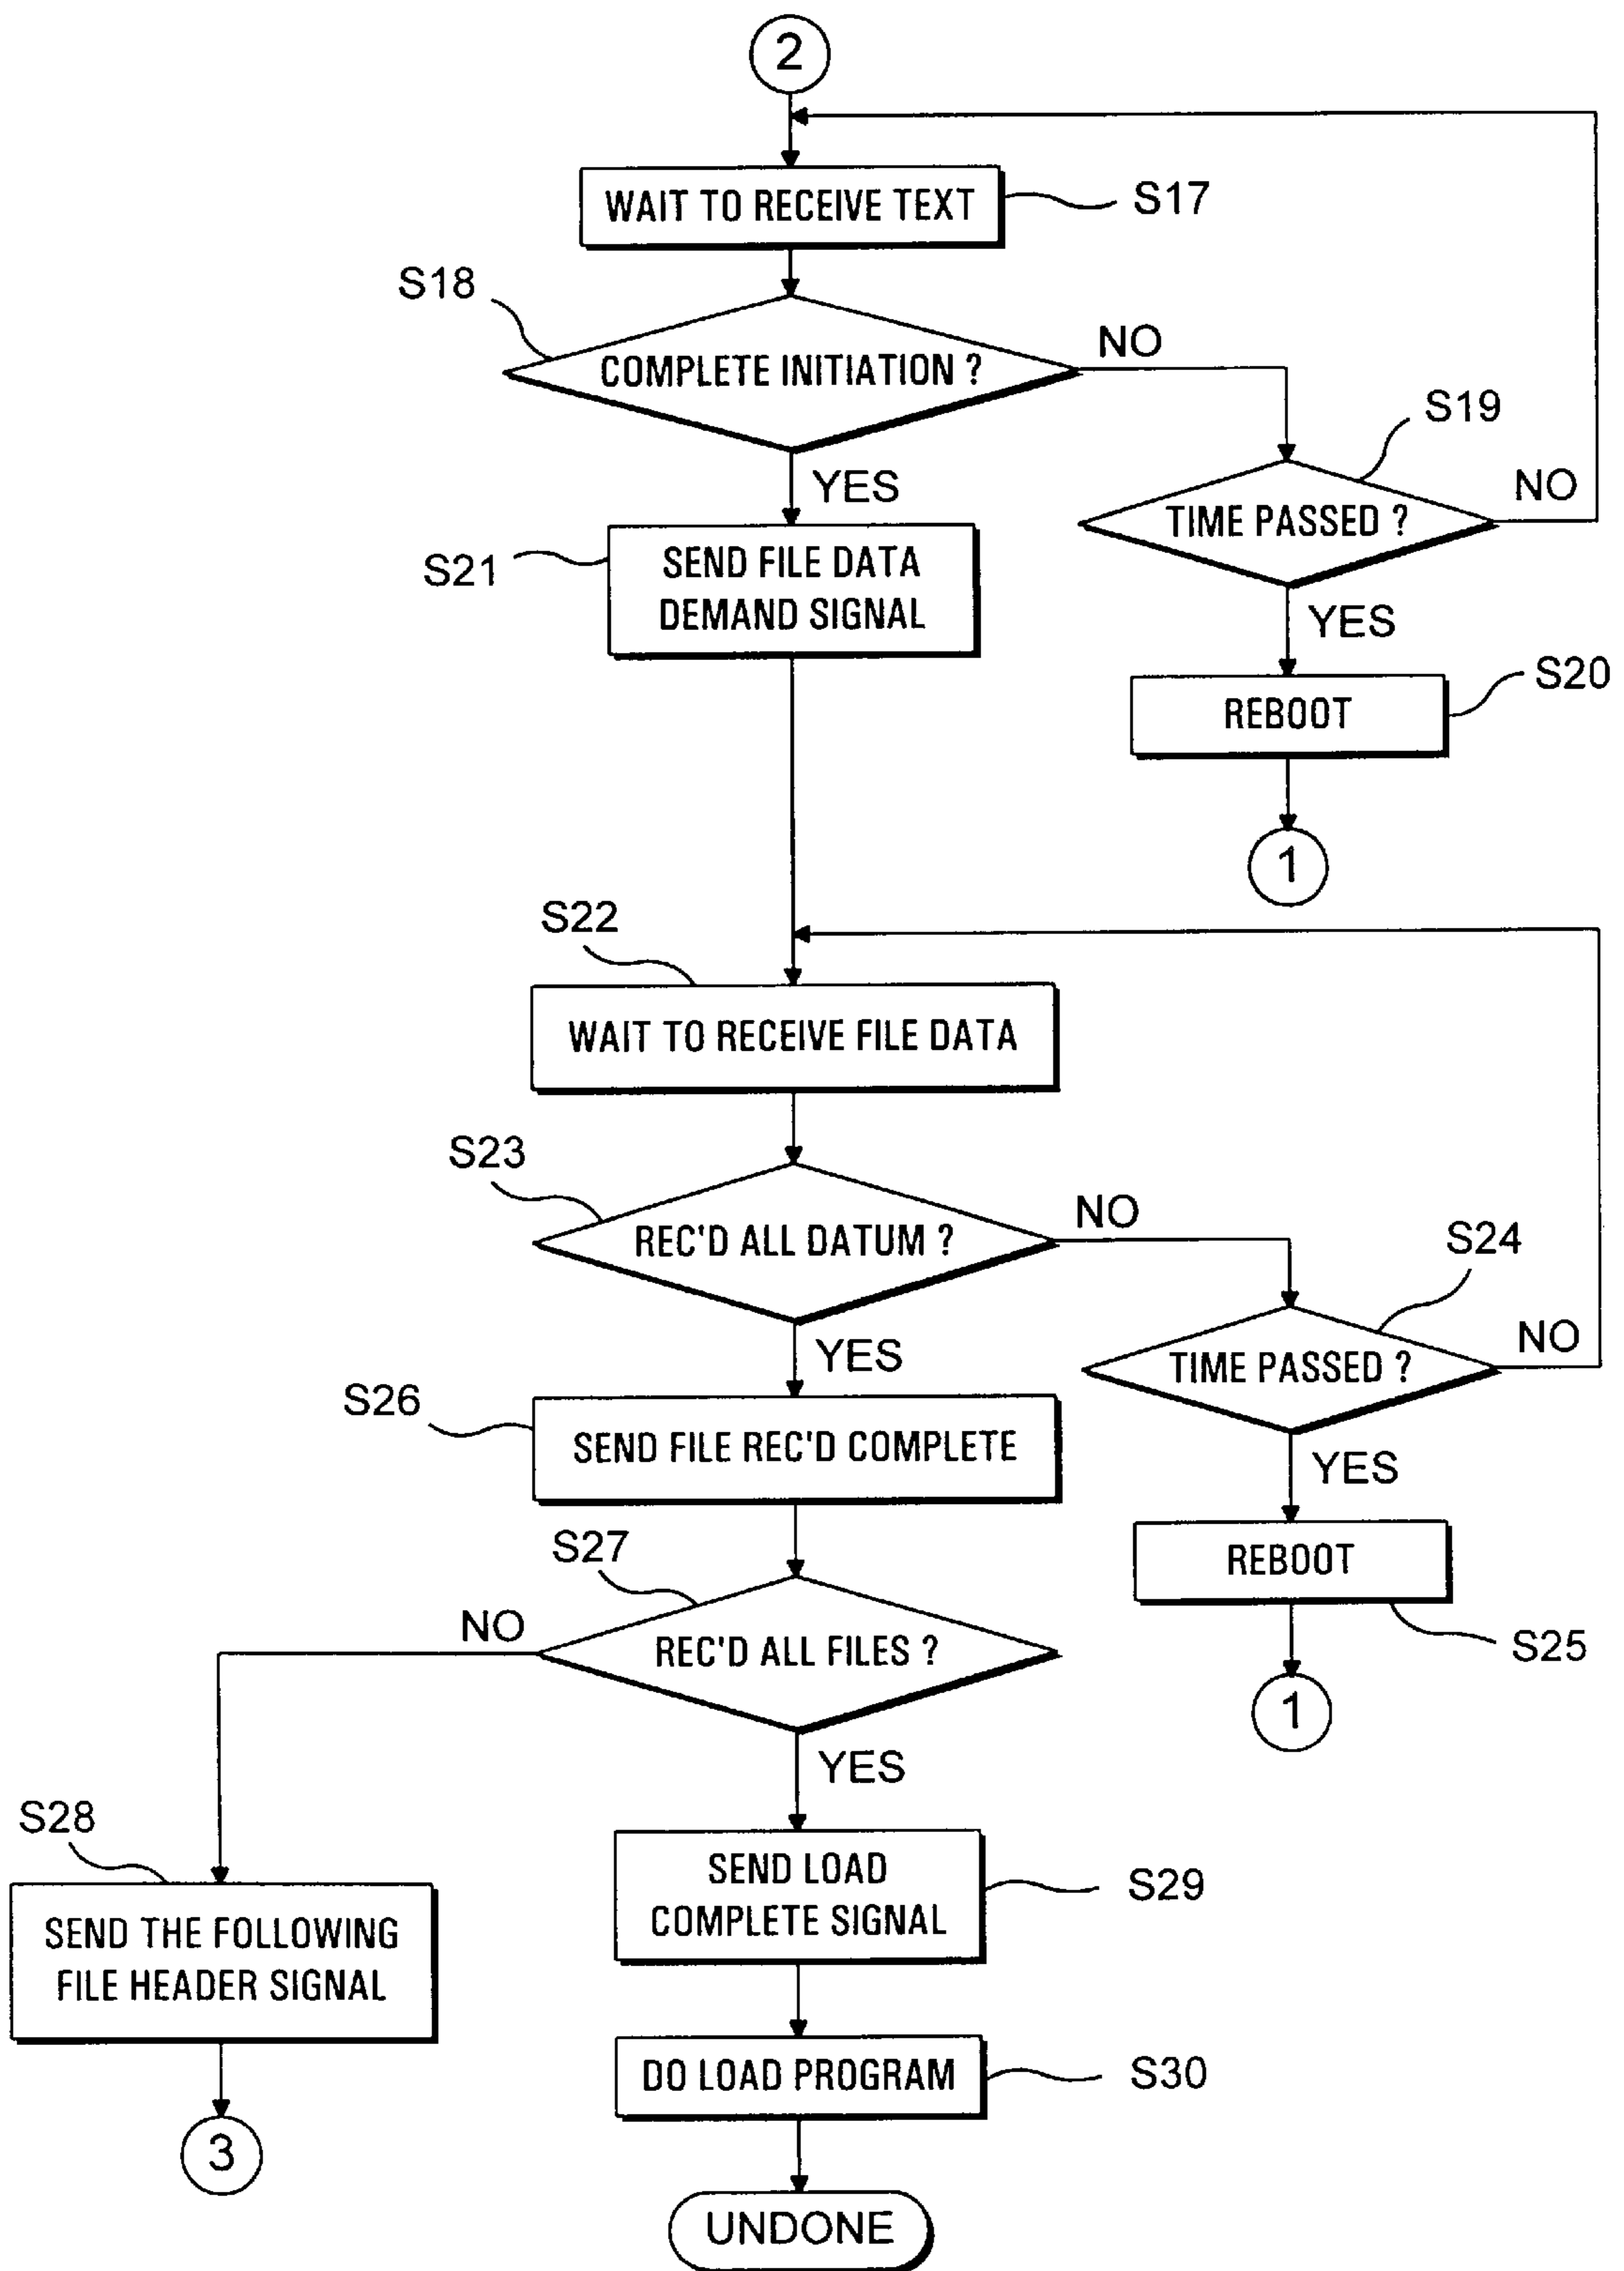 2
WAIT TO RECEIVE TEXT
S17
S18
COMPLETE INITIATION ?
NO
S19
TIME PASSED ?
NO
YES
S21
SEND FILE DATA
DEMAND SIGNAL
YES
S20
REBOOT
1
S22
WAIT TO RECEIVE FILE DATA
S23
REC'D ALL DATUM ?
NO
S24
TIME PASSED ?
NO
YES
S26
SEND FILE REC'D COMPLETE
YES
REBOOT
S25
1
S27
NO
REC'D ALL FILES ?
YES
S28
SEND THE FOLLOWING
FILE HEADER SIGNAL
3
SEND LOAD
COMPLETE SIGNAL
S29
DO LOAD PROGRAM
S30
UNDONE